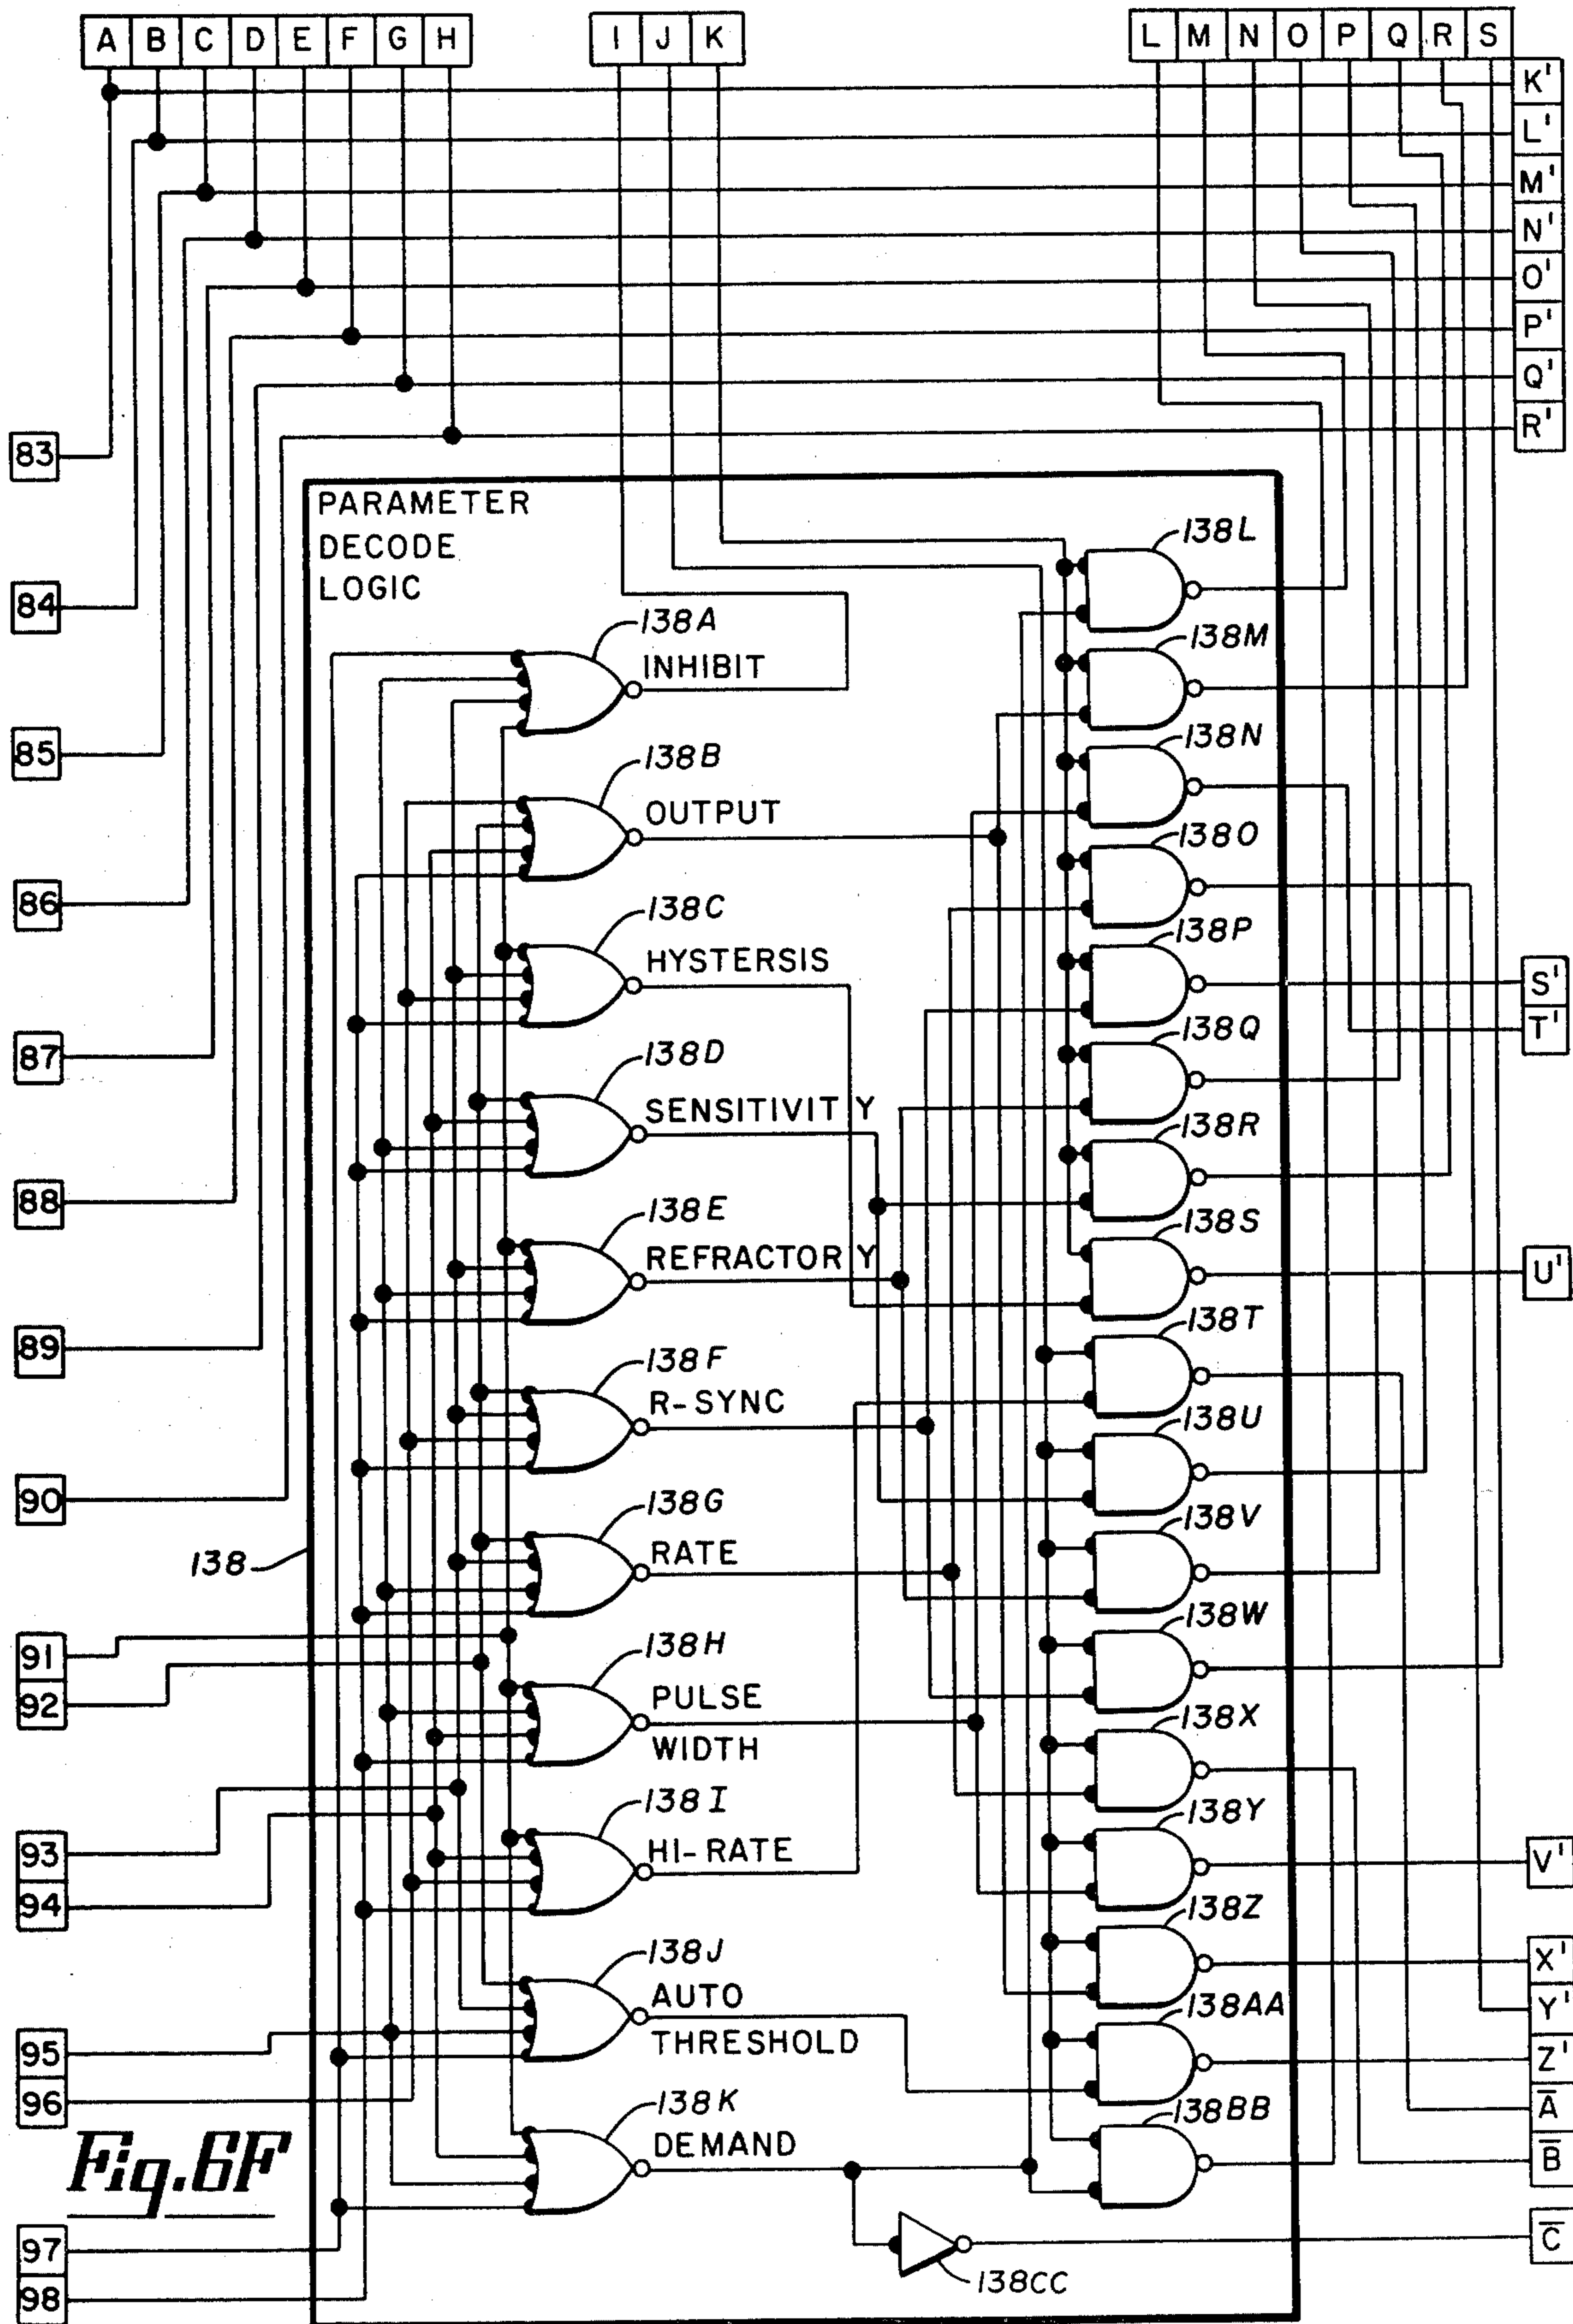 A B C D E F G H
I J K
L M N O P Q R S
K'
L'
M'
N'
O'
P'
Q'
R'
83
84
85
86
87
88
89
90
91
92
93
94
95
96
97
98
138
PARAMETER
DECODE
LOGIC
138A
INHIBIT
138B
OUTPUT
138C
HYSTERSIS
138D
SENSITIVITY
138E
REFRACTORY
138F
R-SYNC
138G
RATE
138H
PULSE
WIDTH
138I
HI-RATE
138J
AUTO
THRESHOLD
138K
DEMAND
138L
138M
138N
138O
138P
138Q
138R
138S
138T
138U
138V
138W
138X
138Y
138Z
138AA
138BB
138CC
S'
T'
U'
V'
X'
Y'
Z'
A̅
B̅
C̅
Fig.6F